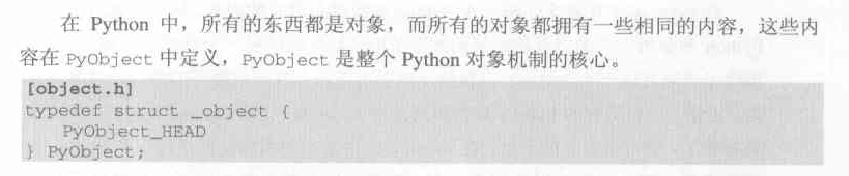 在 Python 中，所有的东西都是对象，而所有的对象都拥有一些相同的内容，这些内
容在 PyObject 中定义，PyObject 是整个 Python 对象机制的核心。
[object.h]
typedef struct _object {
    PyObject_HEAD
} PyObject;